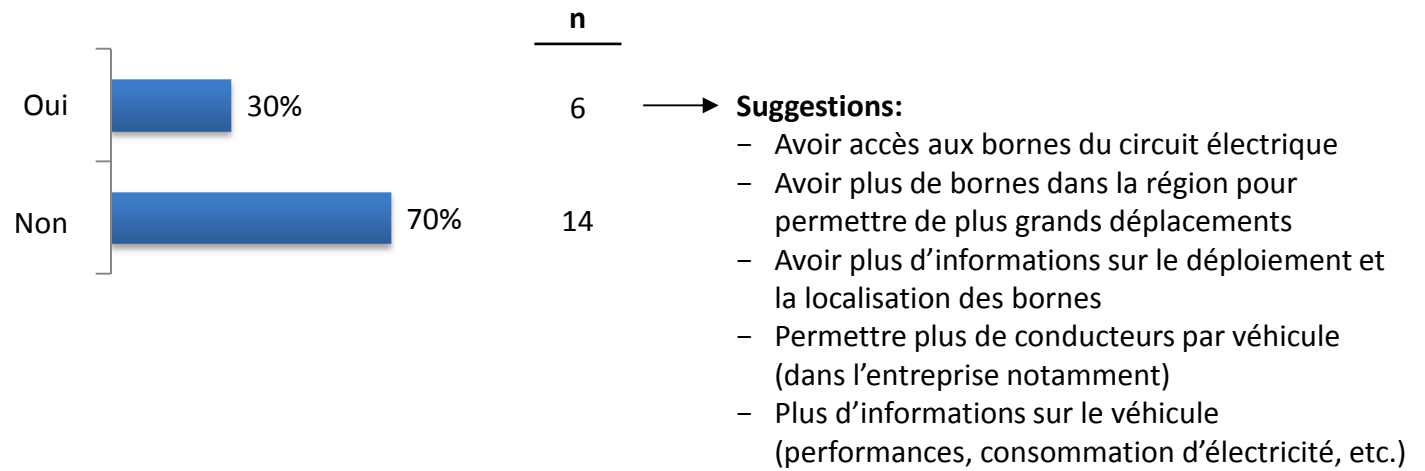 n
Oui 30% 6
Suggestions:
– Avoir accès aux bornes du circuit électrique
– Avoir plus de bornes dans la région pour
permettre de plus grands déplacements
Non 70% 14
– Avoir plus d’informations sur le déploiement et
la localisation des bornes
– Permettre plus de conducteurs par véhicule
(dans l’entreprise notamment)
– Plus d’informations sur le véhicule
(performances, consommation d’électricité, etc.)